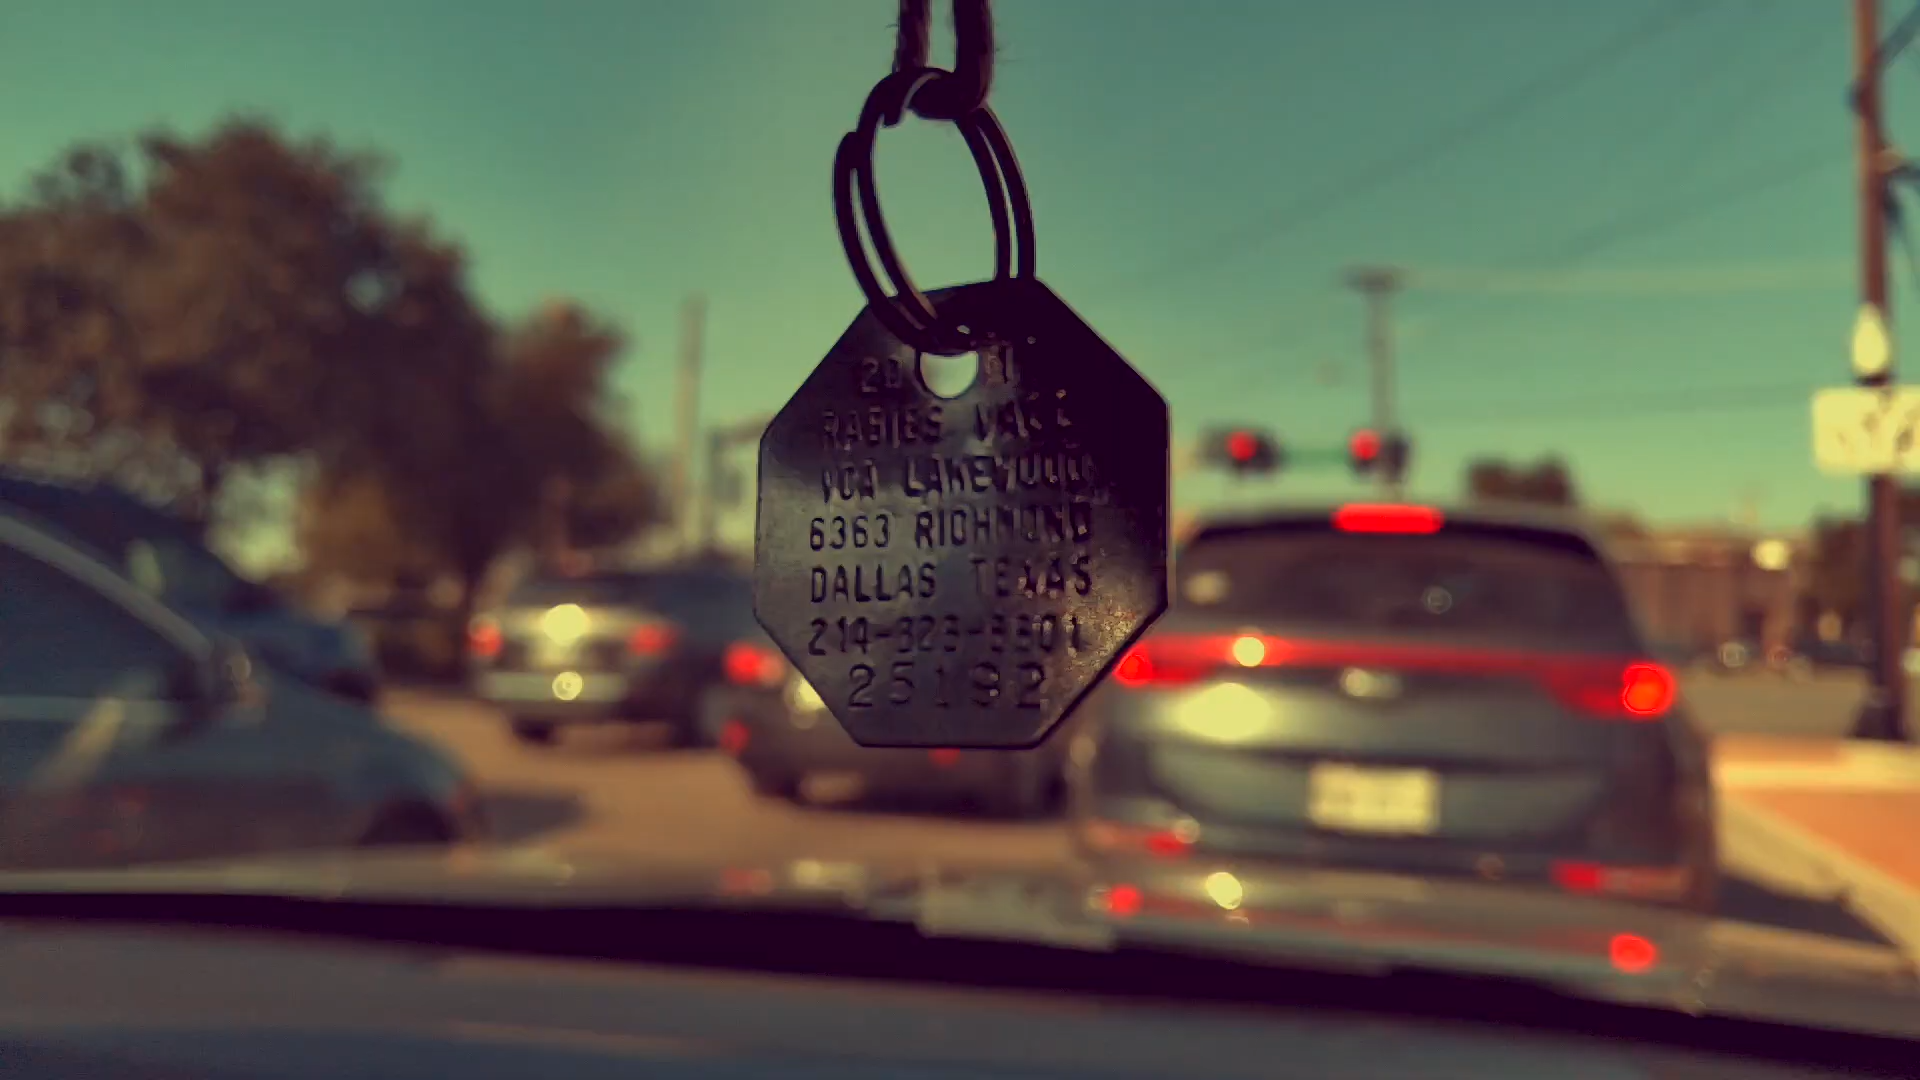 RABIES VACC
VCA LAKEWOOD
6363 RICHMOND
DALLAS TEXAS
25192